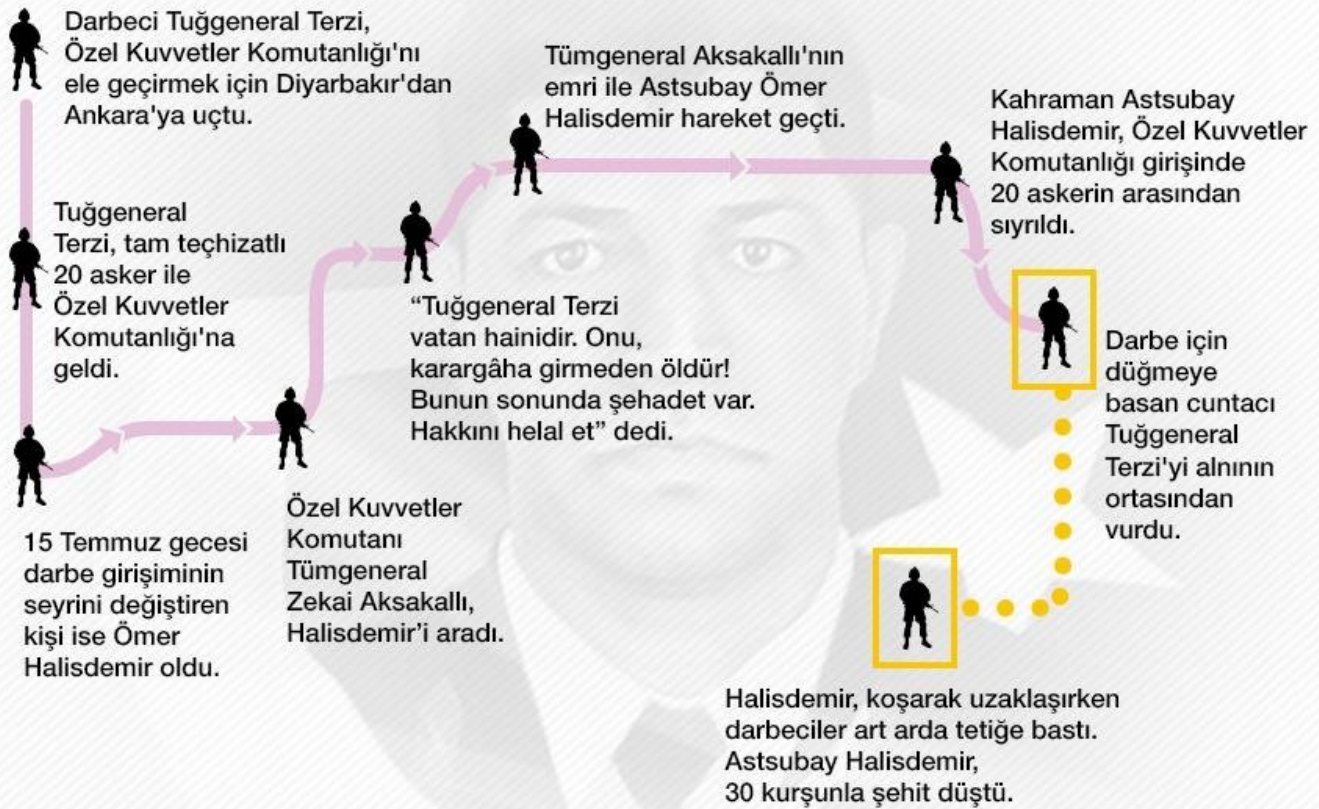 Darbeci Tuğgeneral Terzi,
Özel Kuvvetler Komutanlığı'nı
ele geçirmek için Diyarbakır'dan
Ankara'ya uçtu.
Tuğgeneral
Terzi, tam teçhizatlı
20 asker ile
Özel Kuvvetler
Komutanlığı'na
geldi.
15 Temmuz gecesi
darbe girişiminin
seyrini değiştiren
kişi ise Ömer
Halisdemir oldu.
Özel Kuvvetler
Komutanı
Tümgeneral
Zekai Aksakallı,
Halisdemir’i aradı.
“Tuğgeneral Terzi
vatan hainidir. Onu,
karargâha girmeden öldür!
Bunun sonunda şehadet var.
Hakkını helal et” dedi.
Tümgeneral Aksakallı'nın
emri ile Astsubay Ömer
Halisdemir hareket geçti.
Kahraman Astsubay
Halisdemir, Özel Kuvvetler
Komutanlığı girişinde
20 askerin arasından
sıyrıldı.
Darbe için
düğmeye
basan cuntacı
Tuğgeneral
Terzi'yi alnının
ortasından
vurdu.
Halisdemir, koşarak uzaklaşırken
darbeciler art arda tetiğe bastı.
Astsubay Halisdemir,
30 kurşunla şehit düştü.